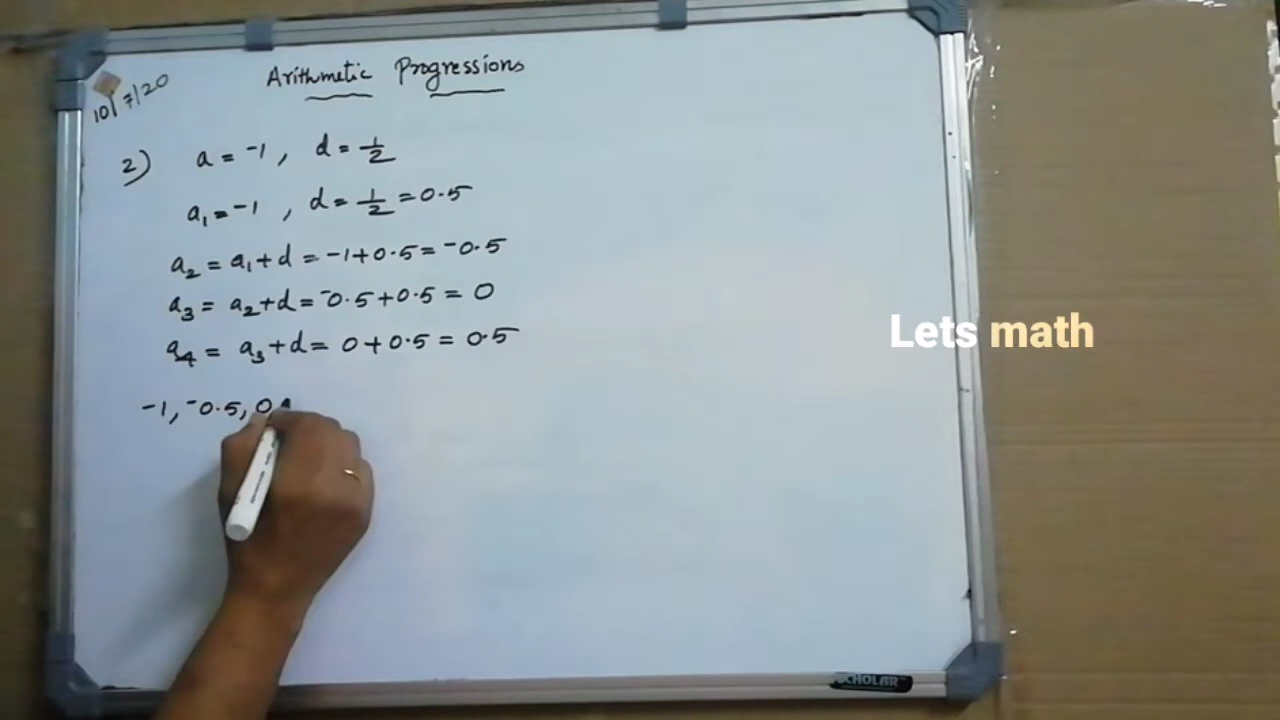 10/7/20
Arithmetic Progressions
2) a = -1, d = 1/2
a₁ = -1, d = 1/2 = 0.5
a₂ = a₁+d = -1+0.5 = -0.5
a₃ = a₂+d = -0.5+0.5 = 0
a₄ = a₃+d = 0+0.5 = 0.5
-1, -0.5, 0
Lets math
SCHOLAR